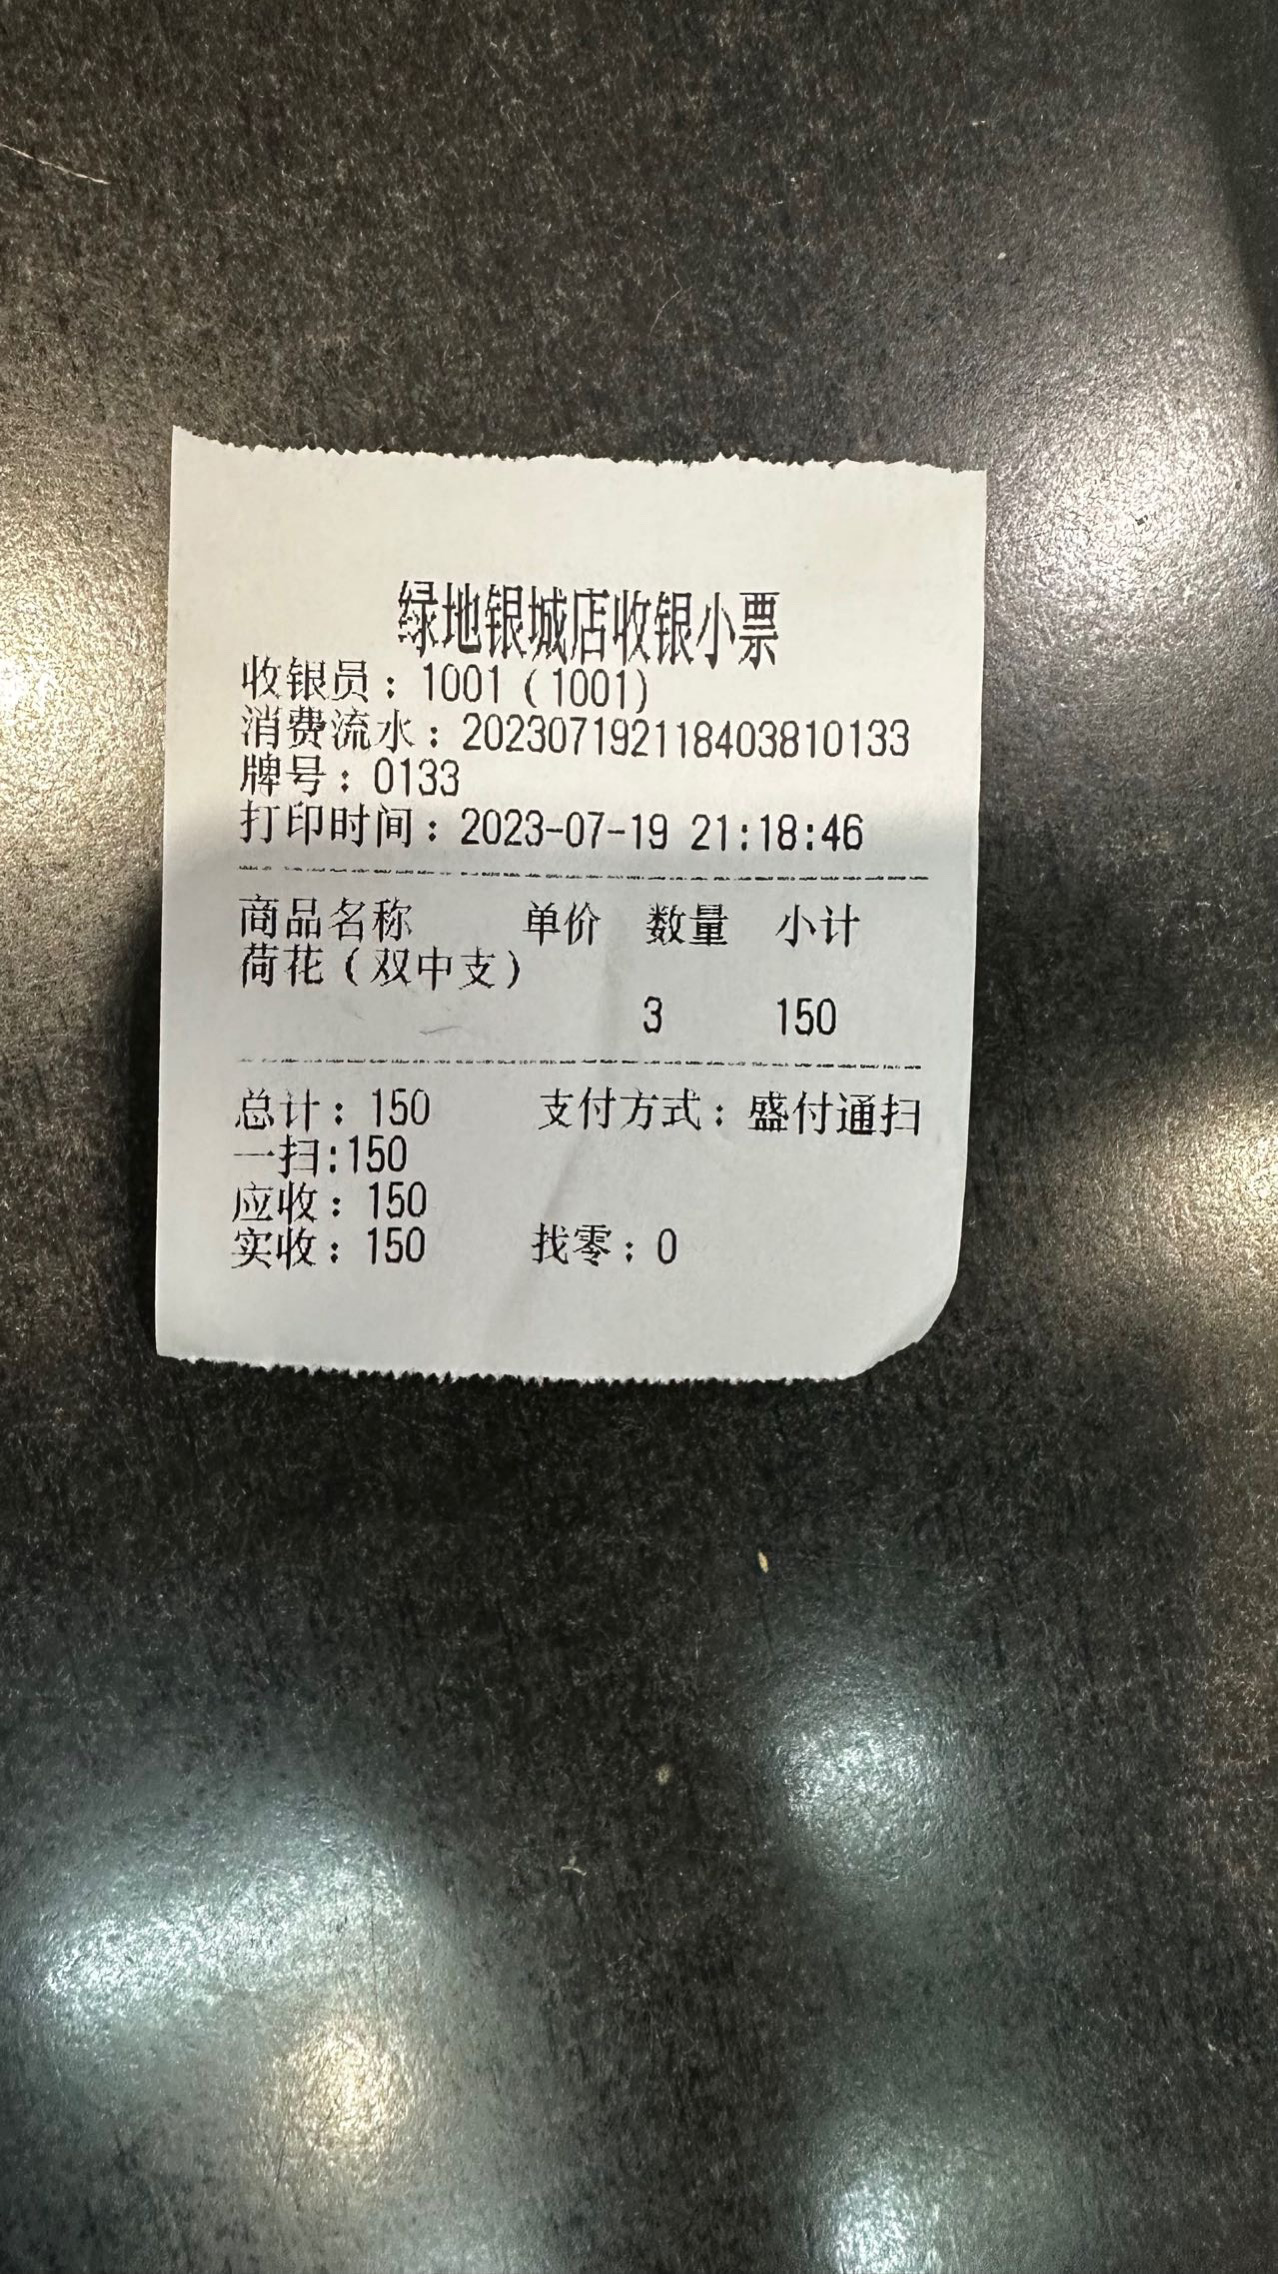 绿地银城店收银小票
收银员：1001（1001）
消费流水：202307192118403810133
牌号：0133
打印时间：2023-07-19 21:18:46
商品名称 单价 数量 小计
荷花（双中支）
3 150
总计：150 支付方式：盛付通扫
一扫:150
应收：150
实收：150 找零：0